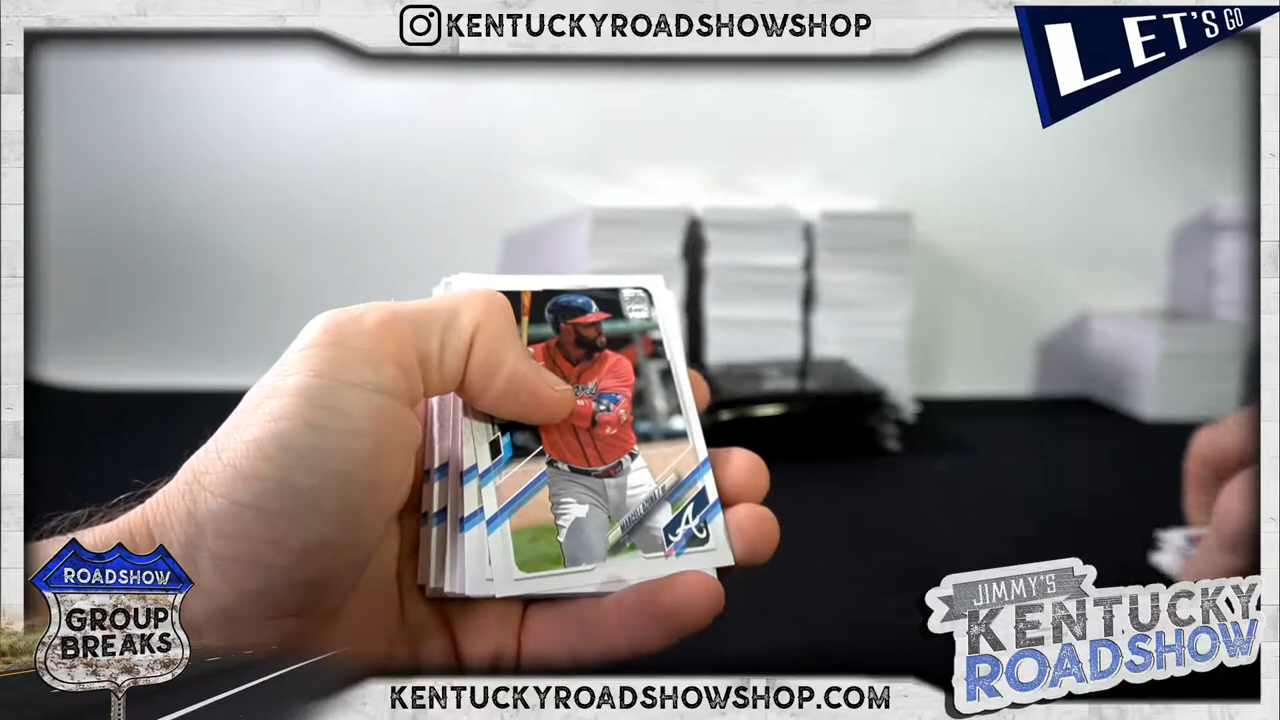 KENTUCKYROADSHOWSHOP
LET'S GO
A
ROADSHOW
GROUP
BREAKS
JIMMY'S
KENTUCKY
ROADSHOW
KENTUCKYROADSHOWSHOP.COM